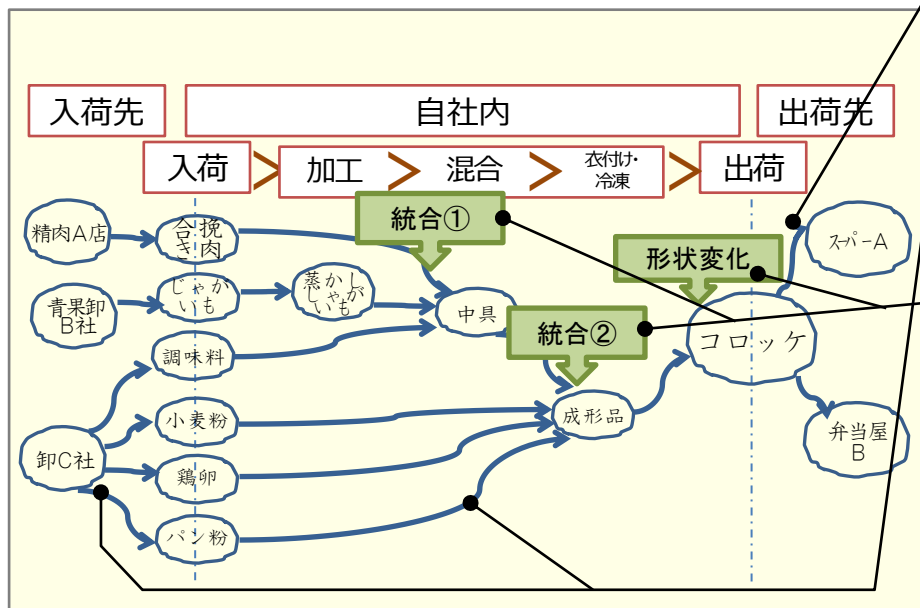 入荷先
自社内
出荷先
入荷
加工
混合
衣付け・
冷凍
出荷
統合①
精肉A店
合挽
き肉
スーパーA
形状変化
青果卸
B社
じゃが
いも
蒸かし
じゃが
いも
中具
統合②
コロッケ
調味料
小麦粉
成形品
弁当屋
B
卸C社
鶏卵
パン粉